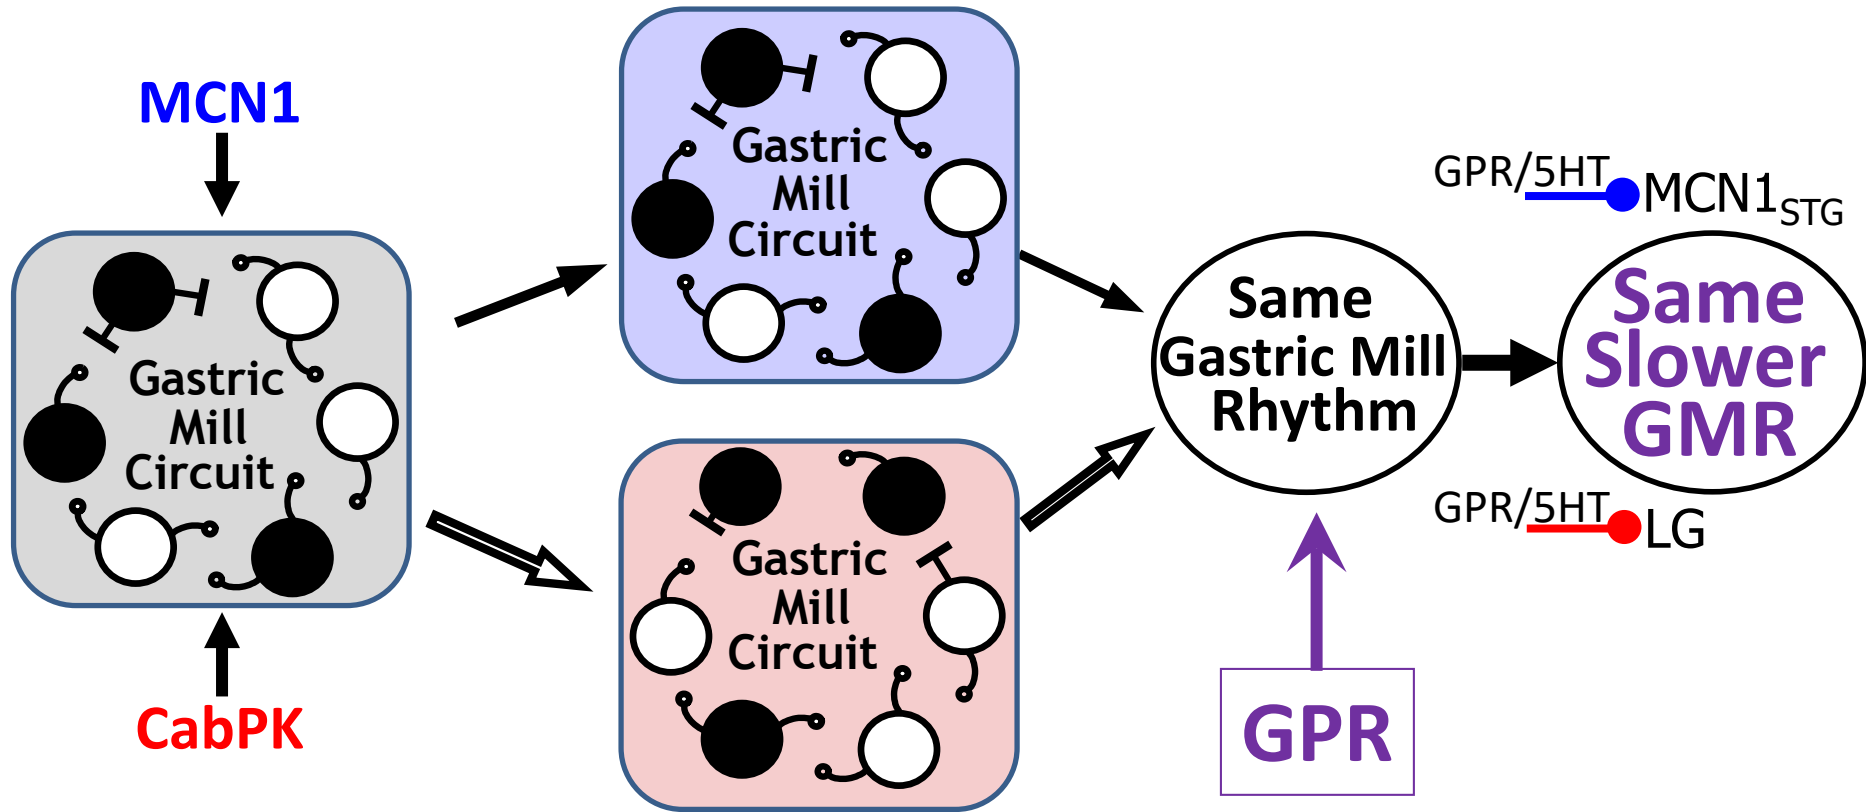 MCN1
Gastric
Mill
Circuit
CabPK
Gastric
Mill
Circuit
Gastric
Mill
Circuit
Same
Gastric Mill
Rhythm
GPR
GPR/5HT
MCN1STG
Same
Slower
GMR
GPR/5HT
LG